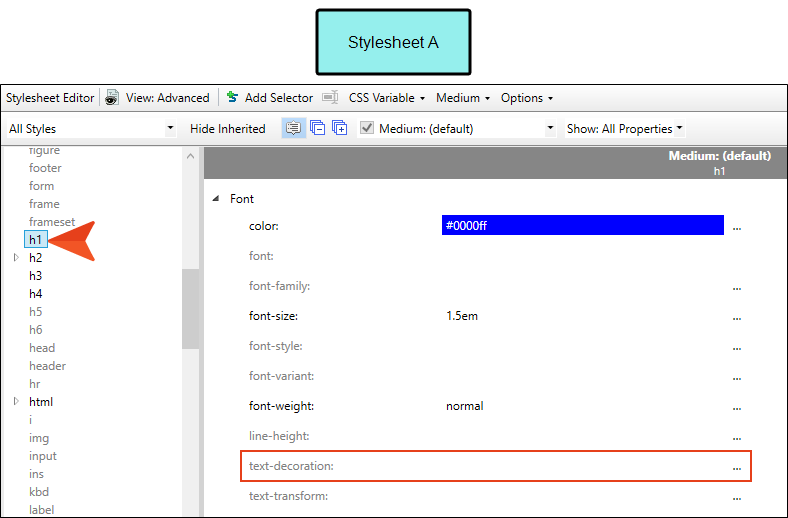 Stylesheet A
Stylesheet Editor View: Advanced Add Selector CSS Variable Medium Options
All Styles Hide Inherited Medium: (default) Show: All Properties
figure
footer
form
frame
frameset
h1
h2
h3
h4
h5
h6
head
header
hr
html
i
img
input
ins
kbd
label
Medium: (default)
h1
Font
color: #0000ff ...
font:
font-family: ...
font-size: 1.5em ...
font-style: ...
font-variant: ...
font-weight: normal ...
line-height: ...
text-decoration: ...
text-transform: ...